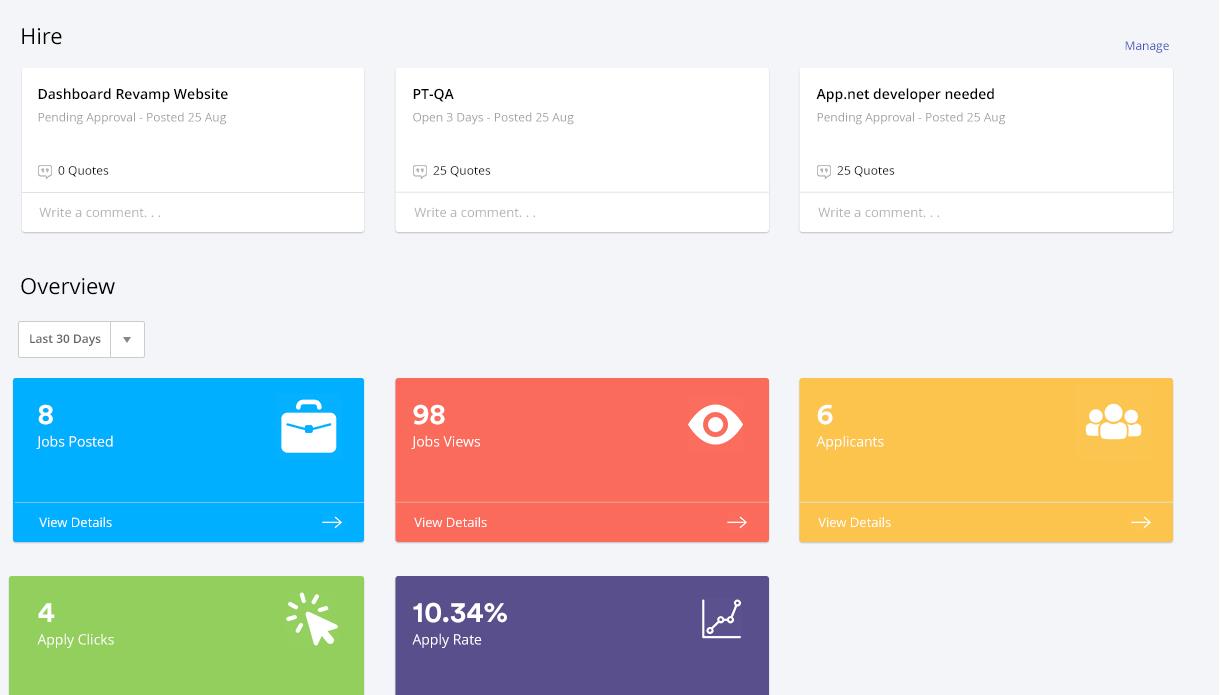 Hire
Manage
Dashboard Revamp Website
Pending Approval - Posted 25 Aug
0 Quotes
Write a comment. . .
PT-QA
Open 3 Days - Posted 25 Aug
25 Quotes
Write a comment. . .
App.net developer needed
Pending Approval - Posted 25 Aug
25 Quotes
Write a comment. . .
Overview
Last 30 Days
8
Jobs Posted
View Details
98
Jobs Views
View Details
6
Applicants
View Details
4
Apply Clicks
10.34%
Apply Rate